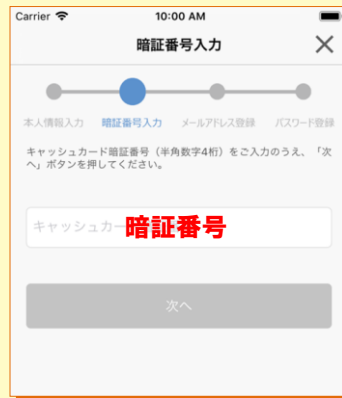 Carrier 10:00 AM
暗証番号入力
本人情報入力 暗証番号入力 メールアドレス登録 パスワード登録
キャッシュカード暗証番号（半角数字4桁）をご入力のうえ、「次
へ」ボタンを押してください。
キャッシュカー
暗証番号
次へ